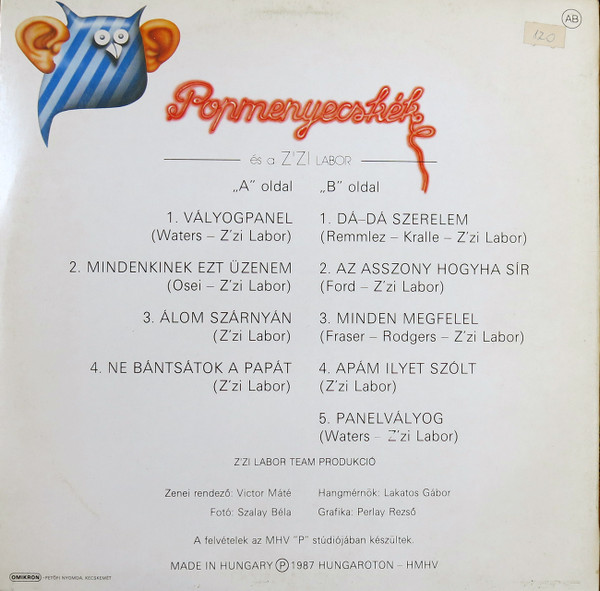 AB
120
Popmenyecskék
és a Z'ZI LABOR
„A” oldal
1. VÁLYOGPANEL
(Waters – Z'zi Labor)
2. MINDENKINEK EZT ÜZENEM
(Osei – Z'zi Labor)
3. ÁLOM SZÁRNYÁN
(Z'zi Labor)
4. NE BÁNTSÁTOK A PAPÁT
(Z'zi Labor)
„B” oldal
1. DÁ–DÁ SZERELEM
(Remmlez – Kralle – Z'zi Labor)
2. AZ ASSZONY HOGYHA SÍR
(Ford – Z'zi Labor)
3. MINDEN MEGFELEL
(Fraser – Rodgers – Z'zi Labor)
4. APÁM ILYET SZÓLT
(Z'zi Labor)
5. PANELVÁLYOG
(Waters – Z'zi Labor)
Z'ZI LABOR TEAM PRODUKCIÓ
Zenei rendező: Victor Máté
Hangmérnök: Lakatos Gábor
Fotó: Szalay Béla
Grafika: Perlay Rezső
A felvételek az MHV "P" stúdiójában készültek.
MADE IN HUNGARY Ⓟ 1987 HUNGAROTON – HMHV
OMIKRON -PETŐFI NYOMDA, KECSKEMÉT